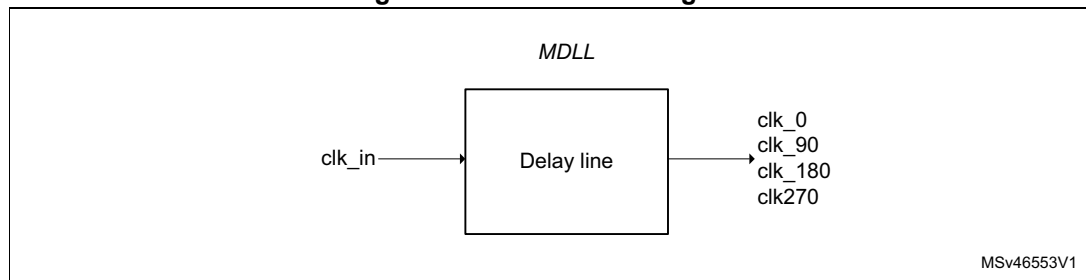 MDLL
clk_in
Delay line
clk_0
clk_90
clk_180
clk270
MSv46553V1